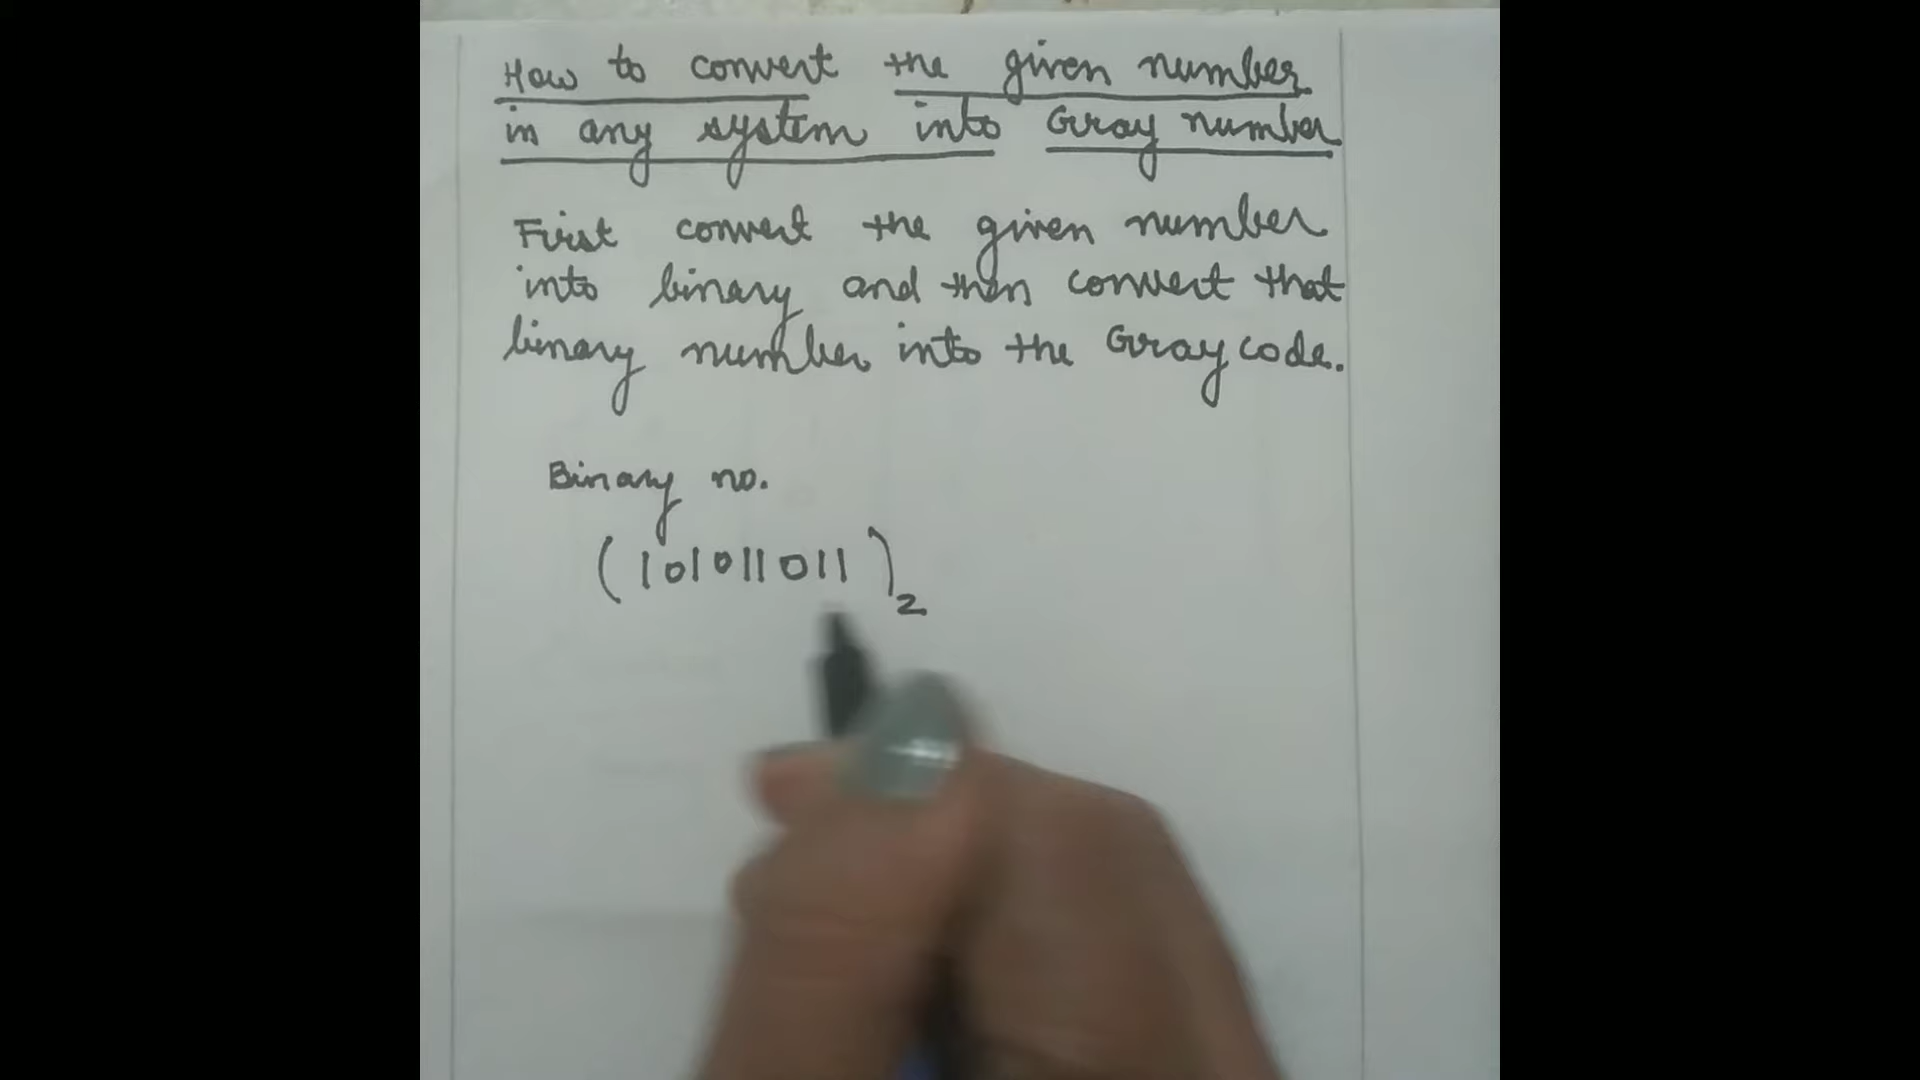 How to convert the given number
in any system into Gray number
First convert the given number
into binary and then convert that
binary number into the Gray code.
Binary no.
(101011011)2